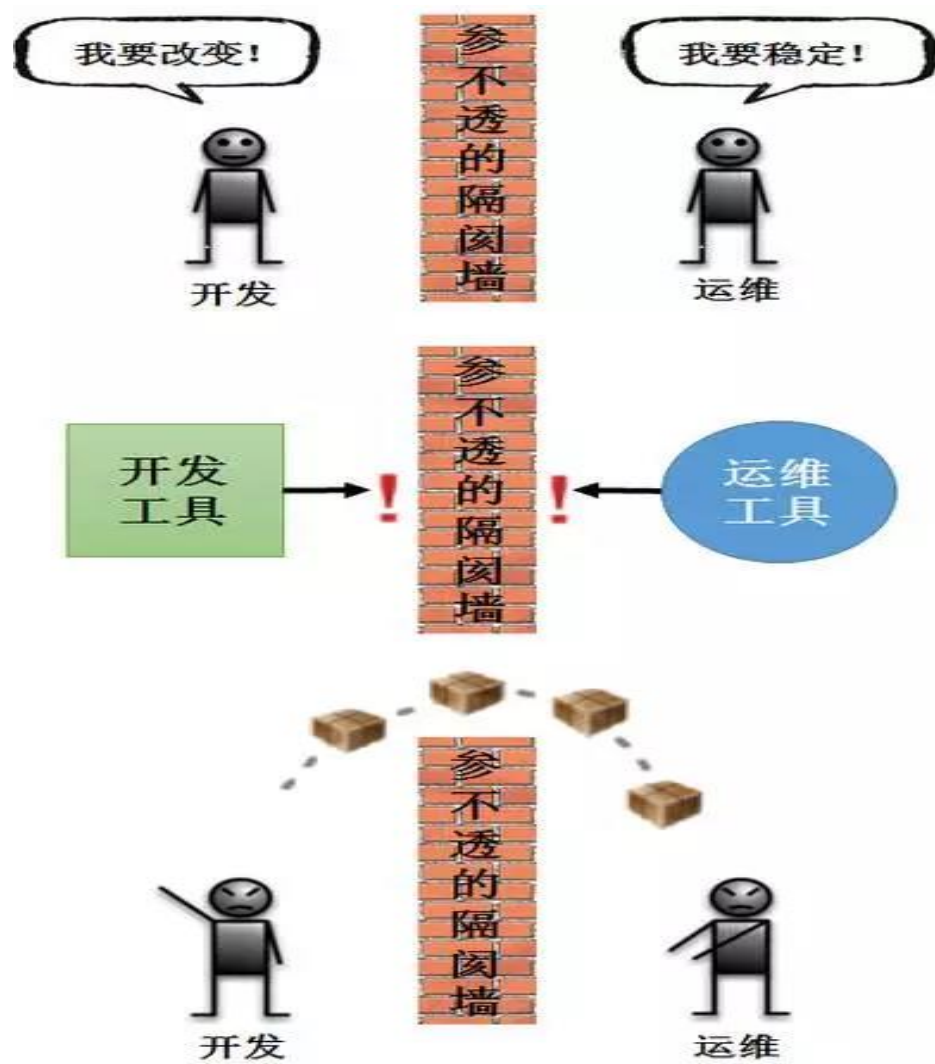 我要改变!
参不透的隔阂墙
我要稳定!
开发
运维
参不透的隔阂墙
开发
工具
!
!
运维
工具
参不透的隔阂墙
开发
运维